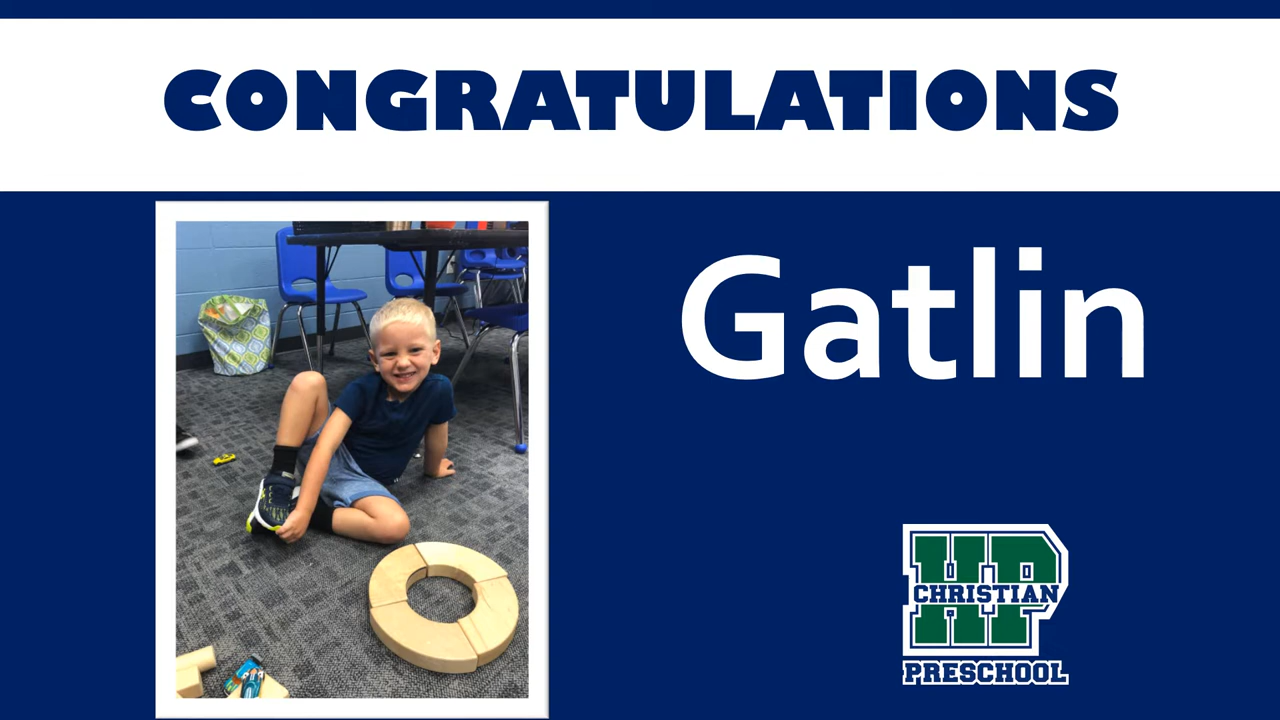 CONGRATULATIONS
Gatlin
HP
CHRISTIAN
PRESCHOOL